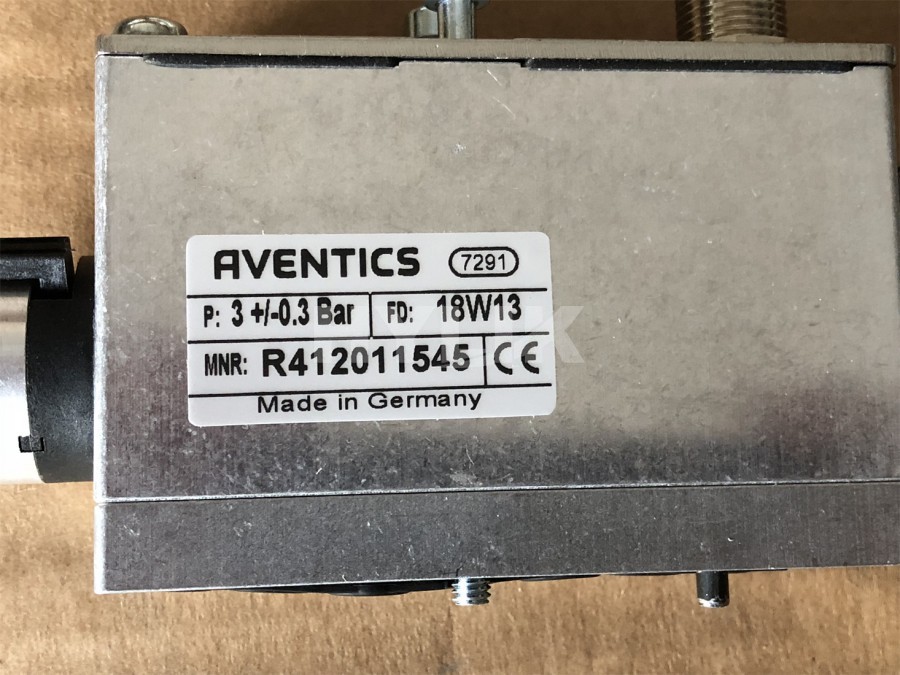 AVENTICS 7291
P: 3 +/-0.3 Bar FD: 18W13
MNR: R412011545 CE
Made in Germany